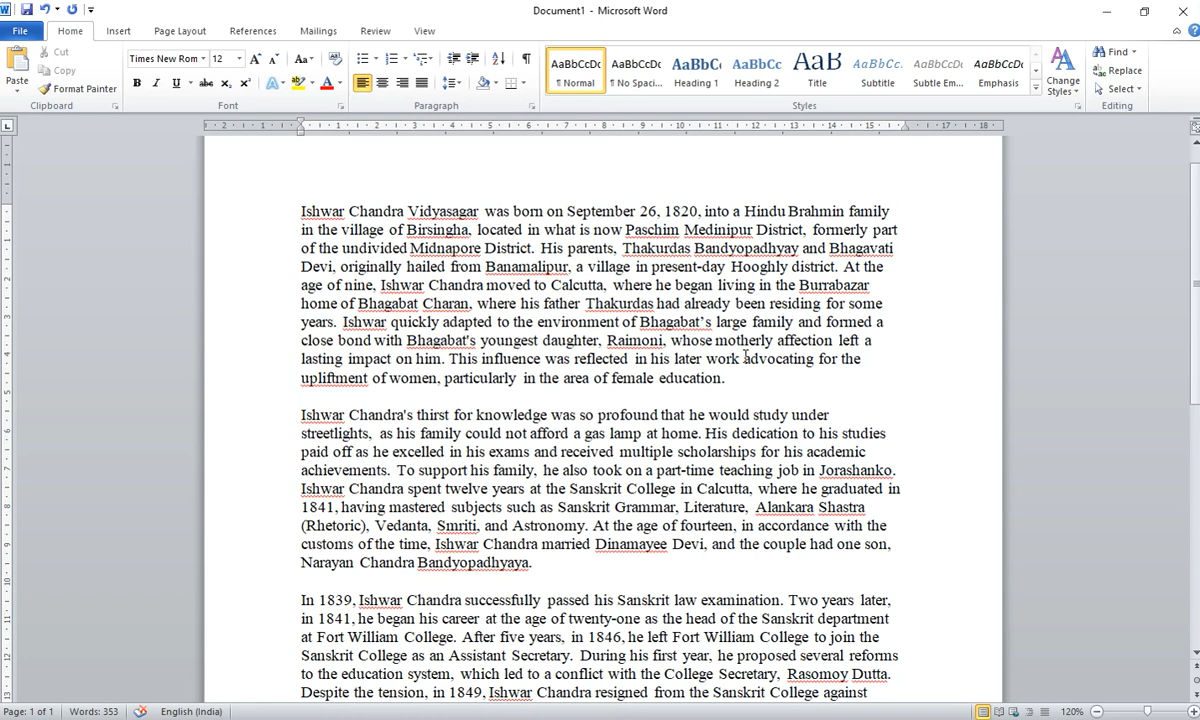 Document1 - Microsoft Word
File Home Insert Page Layout References Mailings Review View
Paste
Cut
Copy
Format Painter
Clipboard
Times New Rom 12
Font
Paragraph
AaBbCcDc AaBbCcDc AaBbCc AaBbCc AaB AaBbCc. AaBbCcDc AaBbCcDc
¶ Normal ¶ No Spaci... Heading 1 Heading 2 Title Subtitle Subtle Em... Emphasis
Change Styles
Styles
Find
Replace
Select
Editing
2 1 1 2 3 4 5 6 7 8 9 10 11 12 13 14 15 17 18
Ishwar Chandra Vidyasagar was born on September 26, 1820, into a Hindu Brahmin family
in the village of Birsingha, located in what is now Paschim Medinipur District, formerly part
of the undivided Midnapore District. His parents, Thakurdas Bandyopadhyay and Bhagavati
Devi, originally hailed from Banamalipur, a village in present-day Hooghly district. At the
age of nine, Ishwar Chandra moved to Calcutta, where he began living in the Burrabazar
home of Bhagabat Charan, where his father Thakurdas had already been residing for some
years. Ishwar quickly adapted to the environment of Bhagabat’s large family and formed a
close bond with Bhagabat's youngest daughter, Raimoni, whose motherly affection left a
lasting impact on him. This influence was reflected in his later work advocating for the
upliftment of women, particularly in the area of female education.
Ishwar Chandra's thirst for knowledge was so profound that he would study under
streetlights, as his family could not afford a gas lamp at home. His dedication to his studies
paid off as he excelled in his exams and received multiple scholarships for his academic
achievements. To support his family, he also took on a part-time teaching job in Jorashanko.
Ishwar Chandra spent twelve years at the Sanskrit College in Calcutta, where he graduated in
1841, having mastered subjects such as Sanskrit Grammar, Literature, Alankara Shastra
(Rhetoric), Vedanta, Smriti, and Astronomy. At the age of fourteen, in accordance with the
customs of the time, Ishwar Chandra married Dinamayee Devi, and the couple had one son,
Narayan Chandra Bandyopadhyaya.
In 1839, Ishwar Chandra successfully passed his Sanskrit law examination. Two years later,
in 1841, he began his career at the age of twenty-one as the head of the Sanskrit department
at Fort William College. After five years, in 1846, he left Fort William College to join the
Sanskrit College as an Assistant Secretary. During his first year, he proposed several reforms
to the education system, which led to a conflict with the College Secretary, Rasomoy Dutta.
Despite the tension, in 1849, Ishwar Chandra resigned from the Sanskrit College against
Page: 1 of 1 Words: 353 English (India) 120%